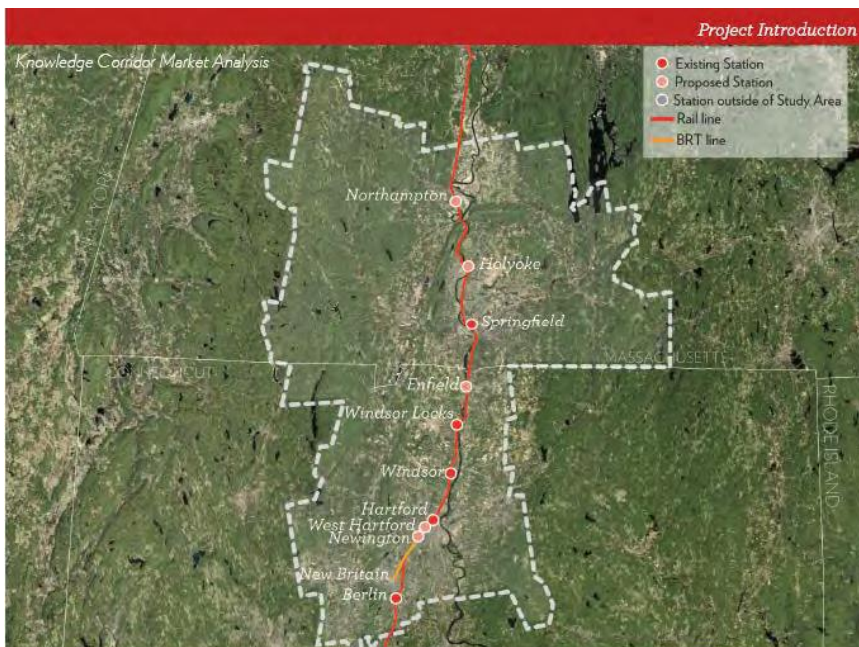 Project Introduction
Knowledge Corridor Market Analysis
Existing Station
Proposed Station
Station outside of Study Area
Rail line
BRT line
Northampton
Holyoke
Springfield
MASSACHUSETTS
CONNECTICUT
Enfield
Windsor Locks
RHODE ISLAND
Windsor
Hartford
West Hartford
Newington
New Britain
Berlin